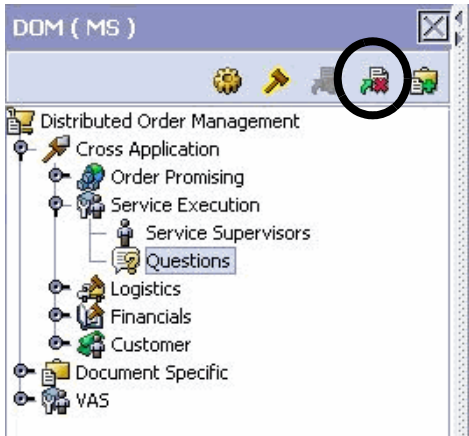 DOM ( MS )
Distributed Order Management
Cross Application
Order Promising
Service Execution
Service Supervisors
Questions
Logistics
Financials
Customer
Document Specific
VAS